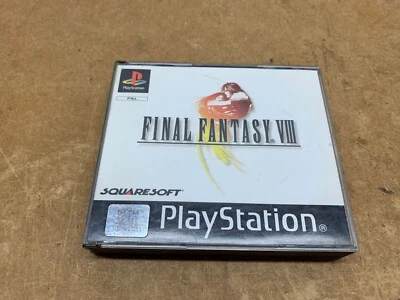 PlayStation
PAL
FINAL FANTASY VIII
SQUARESOFT
PlayStation®